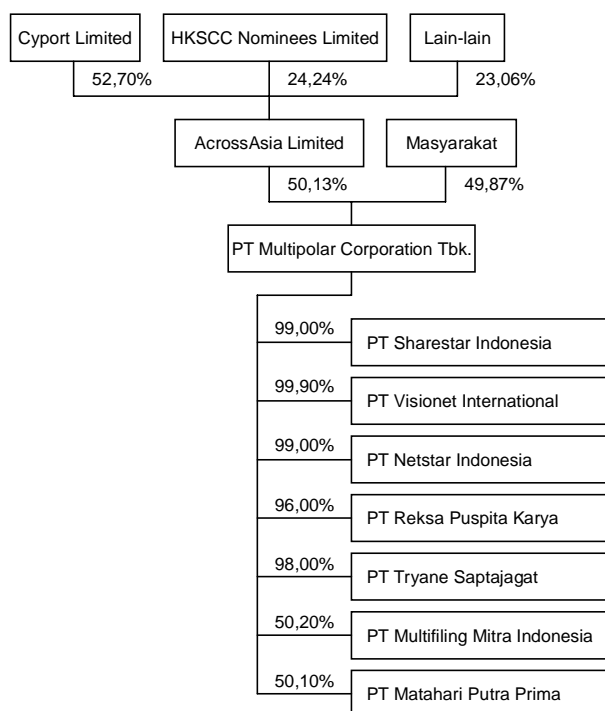 Cyport Limited
HKSCC Nominees Limited
Lain-lain
52,70%
24,24%
23,06%
AcrossAsia Limited
Masyarakat
50,13%
49,87%
PT Multipolar Corporation Tbk.
99,00%
PT Sharestar Indonesia
99,90%
PT Visionet International
99,00%
PT Netstar Indonesia
96,00%
PT Reksa Puspita Karya
98,00%
PT Tryane Saptajagat
50,20%
PT Multifiling Mitra Indonesia
50,10%
PT Matahari Putra Prima